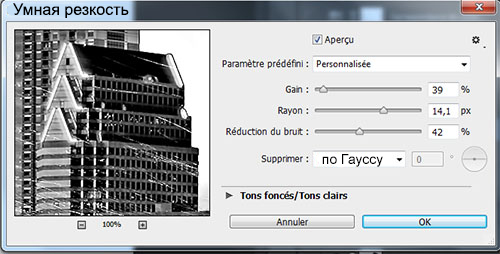 Умная резкость
Aperçu
Paramètre prédéfini : Personnalisée
Gain : 39 %
Rayon : 14,1 px
Réduction du bruit : 42 %
Supprimer : по Гауссу 0 °
Tons foncés/Tons clairs
100%
Annuler OK